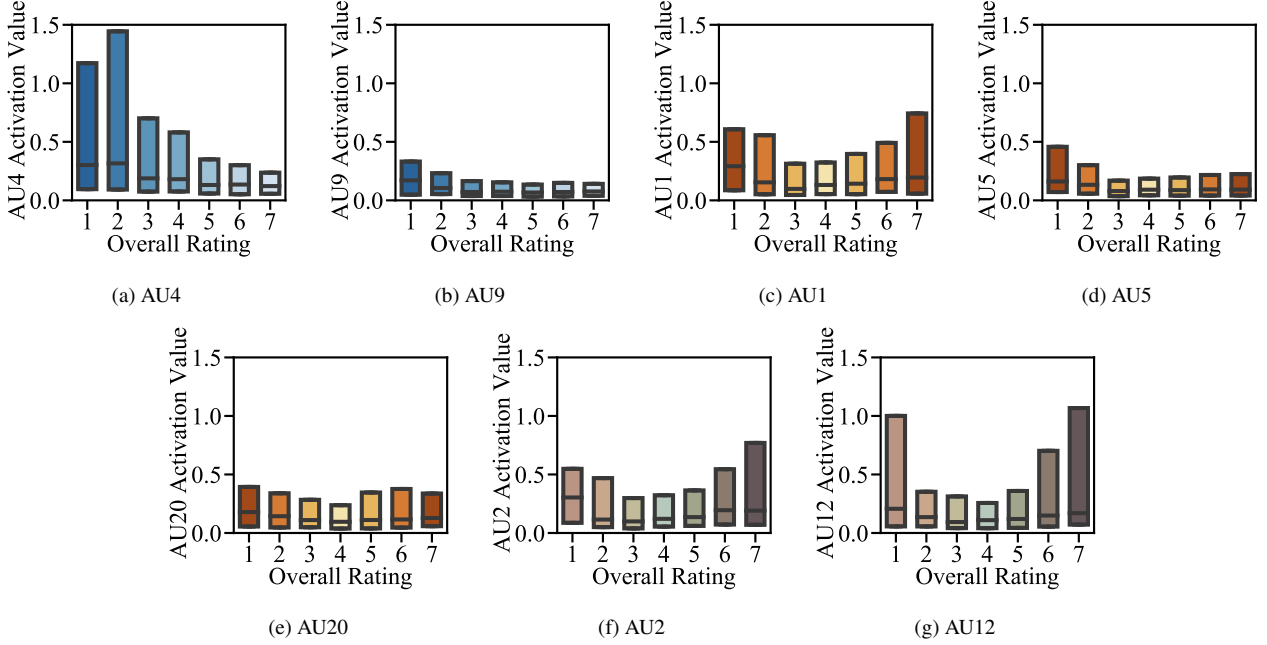 AU4 Activation Value
1.5
1.0
0.5
0.0
1 2 3 4 5 6 7
Overall Rating
(a) AU4
AU9 Activation Value
1.5
1.0
0.5
0.0
1 2 3 4 5 6 7
Overall Rating
(b) AU9
AU1 Activation Value
1.5
1.0
0.5
0.0
1 2 3 4 5 6 7
Overall Rating
(c) AU1
AU5 Activation Value
1.5
1.0
0.5
0.0
1 2 3 4 5 6 7
Overall Rating
(d) AU5
AU20 Activation Value
1.5
1.0
0.5
0.0
1 2 3 4 5 6 7
Overall Rating
(e) AU20
AU2 Activation Value
1.5
1.0
0.5
0.0
1 2 3 4 5 6 7
Overall Rating
(f) AU2
AU12 Activation Value
1.5
1.0
0.5
0.0
1 2 3 4 5 6 7
Overall Rating
(g) AU12